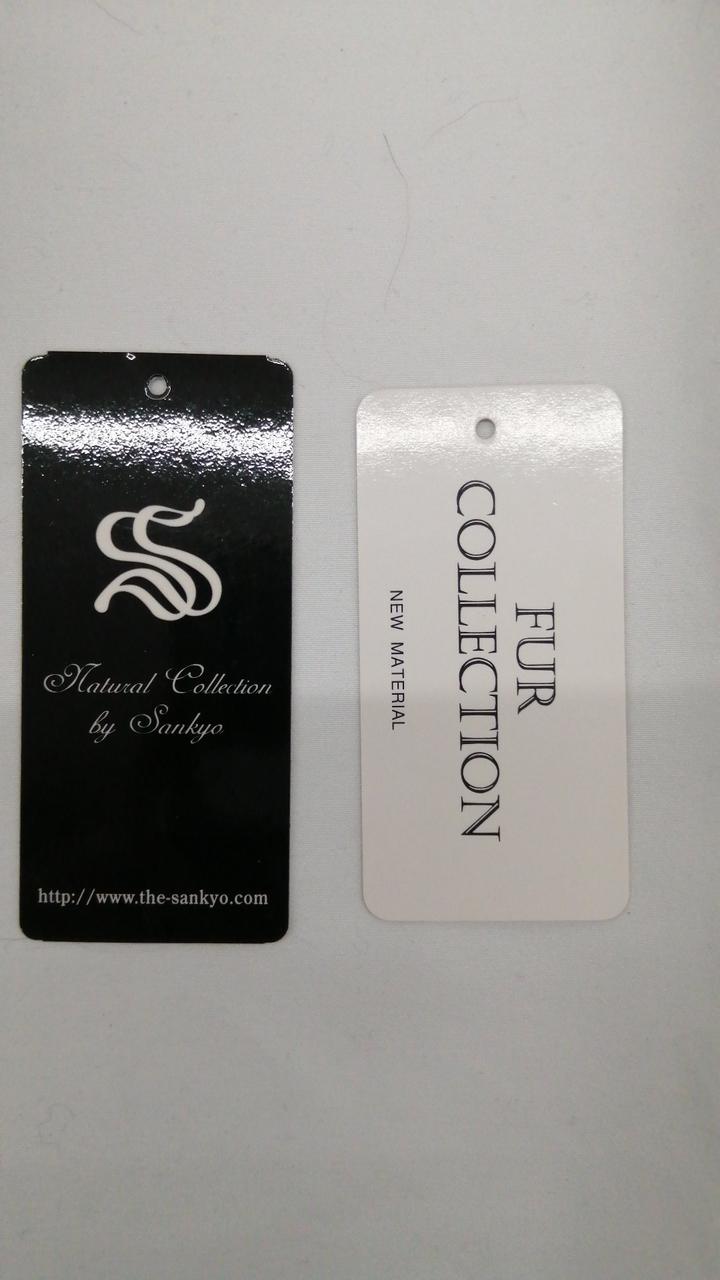 S
Natural Collection
by Sankyo
http://www.the-sankyo.com
FUR
COLLECTION
NEW MATERIAL